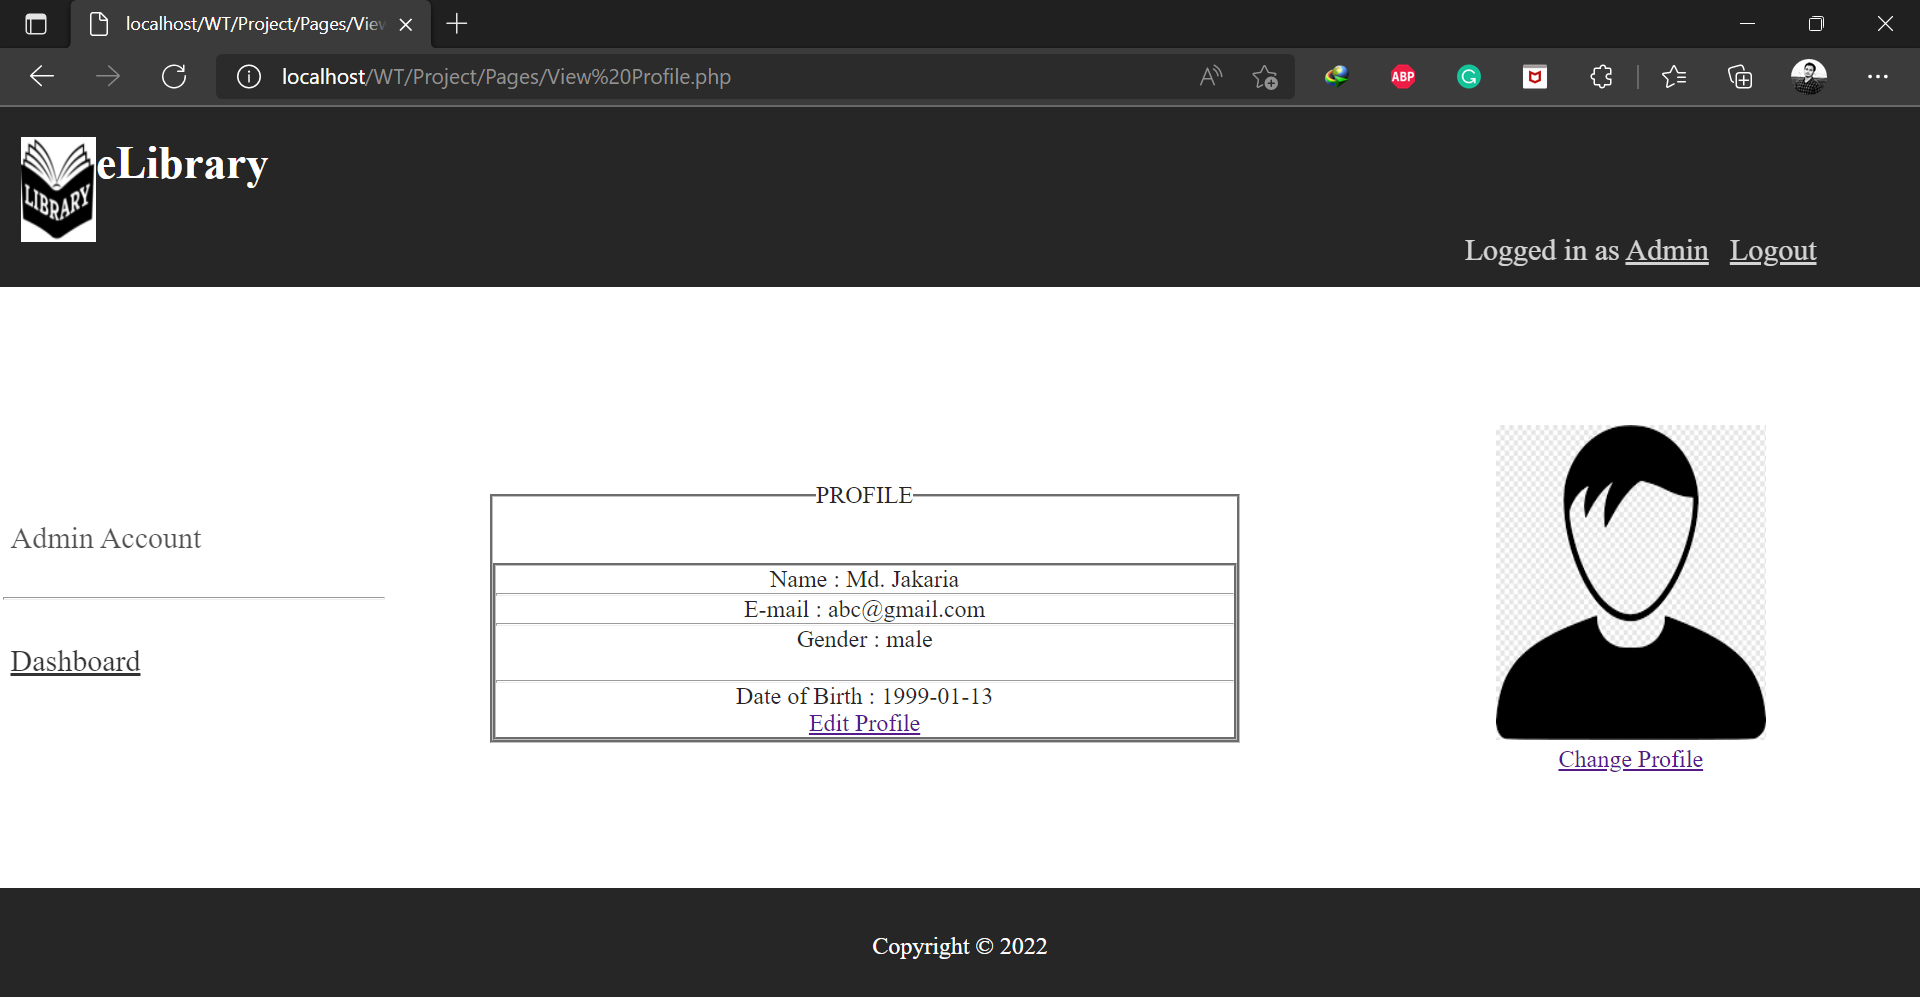 localhost/WT/Project/Pages/Viev
localhost/WT/Project/Pages/View%20Profile.php
ABP
LIBRARY
eLibrary
Logged in as Admin Logout
PROFILE
Admin Account
Name : Md. Jakaria
E-mail : abc@gmail.com
Gender : male
Dashboard
Date of Birth : 1999-01-13
Edit Profile
Change Profile
Copyright © 2022